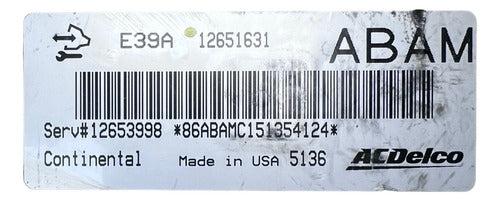 E39A 12651631 ABAM
Serv#12653998 *86ABAMC151354124*
Continental Made in USA 5136 ACDelco